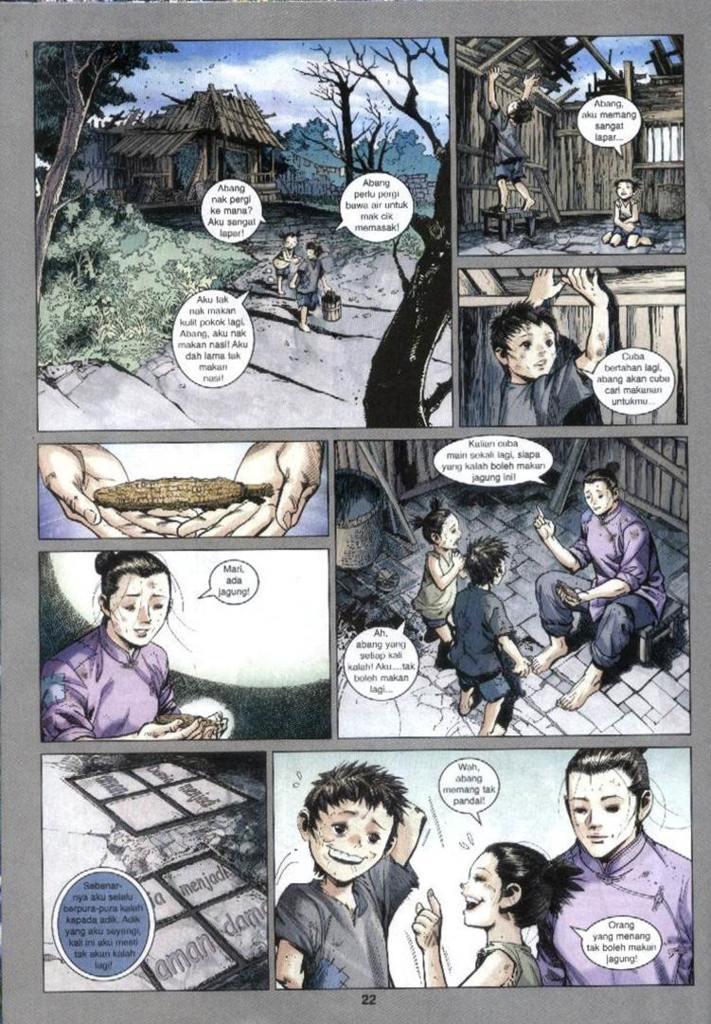 Abang
nak pergi
ke mana?
Aku sangat
lapar!
Abang
perlu pergi
bawa air untuk
mak cik
memasak!
Aku tak
nak makan
kulit pokok lagi.
Abang, aku nak
makan nasi! Aku
dah lama tak
makan
nasi!
Abang,
aku memang
sangat
lapar...
Cuba
bertahan lagi,
abang akan cuba
cari makanan
untukmu...
Mari,
ada
jagung!
Kalian cuba
main sekali lagi, siapa
yang kalah boleh makan
jagung ini!
Ah,
abang yang
setiap kali
kalah! Aku....tak
boleh makan
lagi...
menjadi
menjadi
aman
damai
Sebenar-
nya aku selalu
berpura-pura kalah
kepada adik. Adik
yang aku sayangi,
kali ini aku mesti
tak akan kalah
lagi!
Wah,
abang
memang tak
pandai!
Orang
yang menang
tak boleh makan
jagung!
22